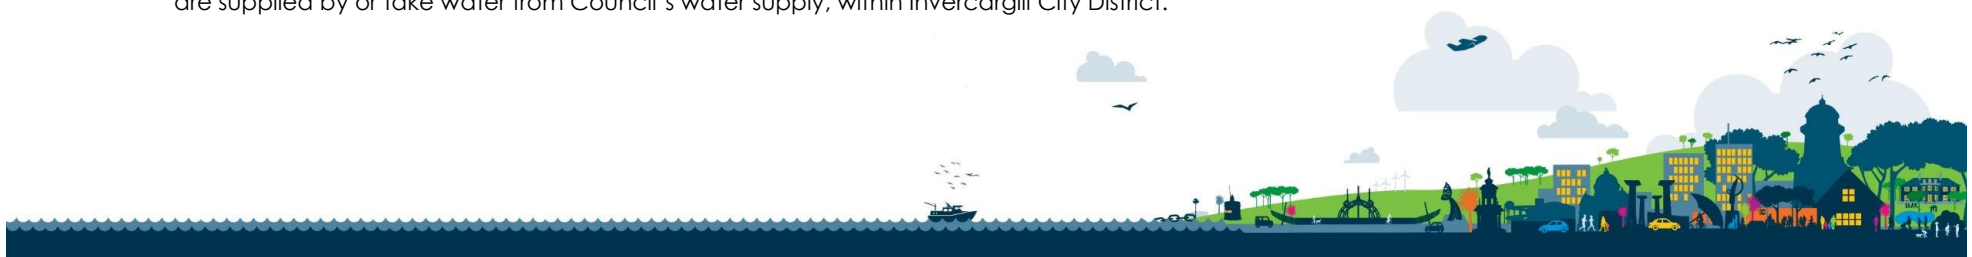 are supplied by or take water from Council's water supply, within Invercargill City District.